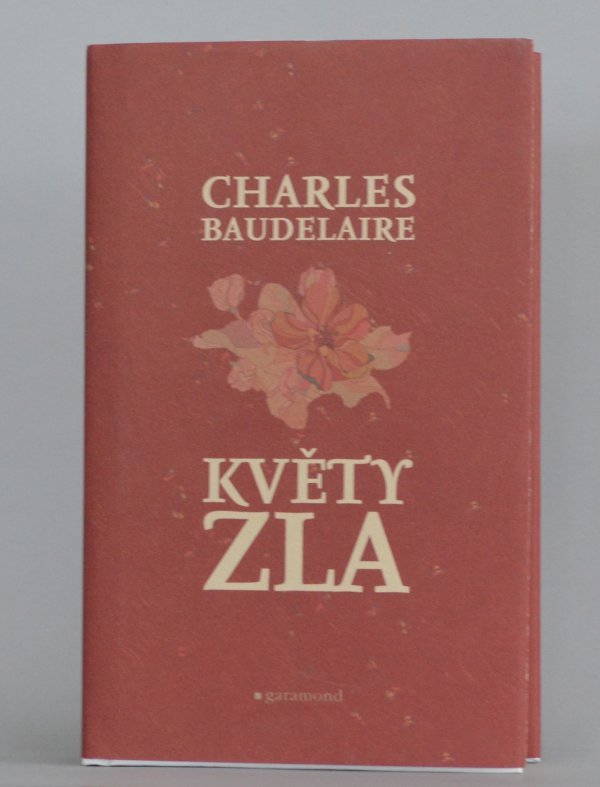 CHARLES
BAUDELAIRE
KVĚTY
ZLA
garamond